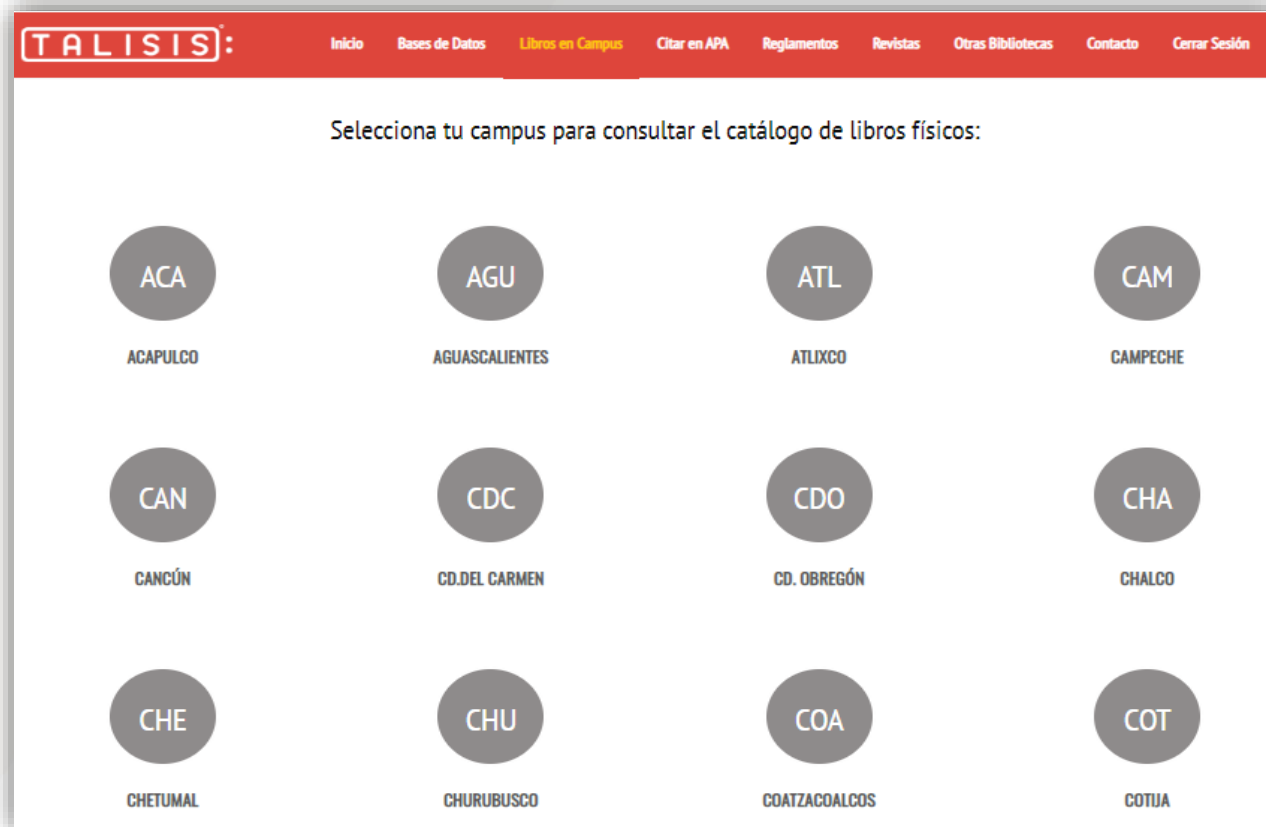 TALISIS: Inicio Bases de Datos Libros en Campus Citar en APA Reglamentos Revistas Otras Bibliotecas Contacto Cerrar Sesión
Selecciona tu campus para consultar el catálogo de libros físicos:
ACA AGU ATL CAM
ACAPULCO AGUASCALIENTES ATLIXCO CAMPECHE
CAN CDC CDO CHA
CANCÚN CD.DEL CARMEN CD. OBREGÓN CHALCO
CHE CHU COA COT
CHETUMAL CHURUBUSCO COATZACOALCOS COTIJA